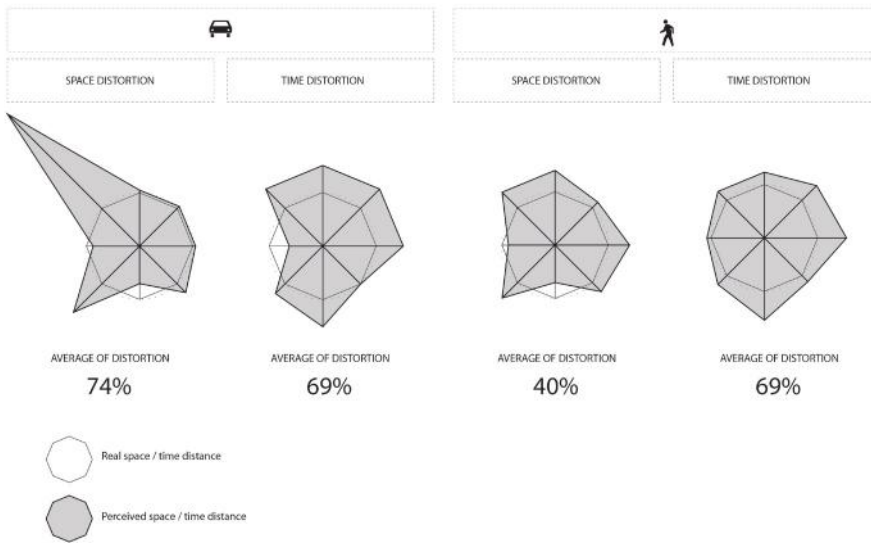 SPACE DISTORTION
TIME DISTORTION
SPACE DISTORTION
TIME DISTORTION
AVERAGE OF DISTORTION
AVERAGE OF DISTORTION
AVERAGE OF DISTORTION
AVERAGE OF DISTORTION
74%
69%
40%
69%
Real space / time distance
Perceived space / time distance